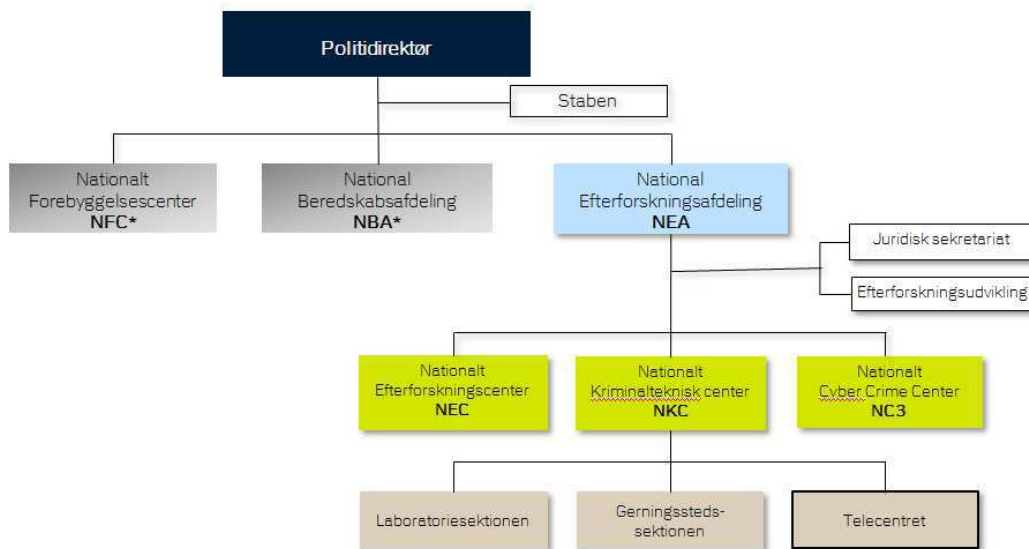 Politidirektør
Staben
Nationalt
Forebyggelsescenter
NFC*
National
Beredskabsafdeling
NBA*
National
Efterforskningsafdeling
NEA
Juridisk sekretariat
Efterforskningsudvikling
Nationalt
Efterforskningscenter
NEC
Nationalt
Kriminalteknisk center
NKC
Nationalt
Cyber Crime Center
NC3
Laboratoriesektionen
Gerningssteds-
sektionen
Telecentret